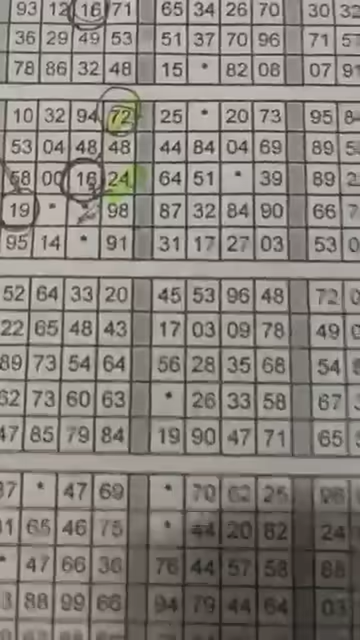 93 12 16 71 65 34 26 70 30
36 29 49 53 51 37 70 96 71
78 86 32 48 15 * 82 08 07
10 32 94 72 25 * 20 73 95
53 04 48 48 44 84 04 69 89
58 00 16 24 64 51 * 39 89
19 * * 98 87 32 84 90 66
95 14 * 91 31 17 27 03 53
52 64 33 20 45 53 96 48 72
22 65 48 43 17 03 09 78 49
89 73 54 64 56 28 35 68 54
62 73 60 63 * 26 33 58 67
47 85 79 84 19 90 47 71 65
* 47 69 * 70 62 25
65 46 75 * 44 20 82 24
* 47 66 36 76 44 57 58 88
88 99 66 94 79 44 64 03